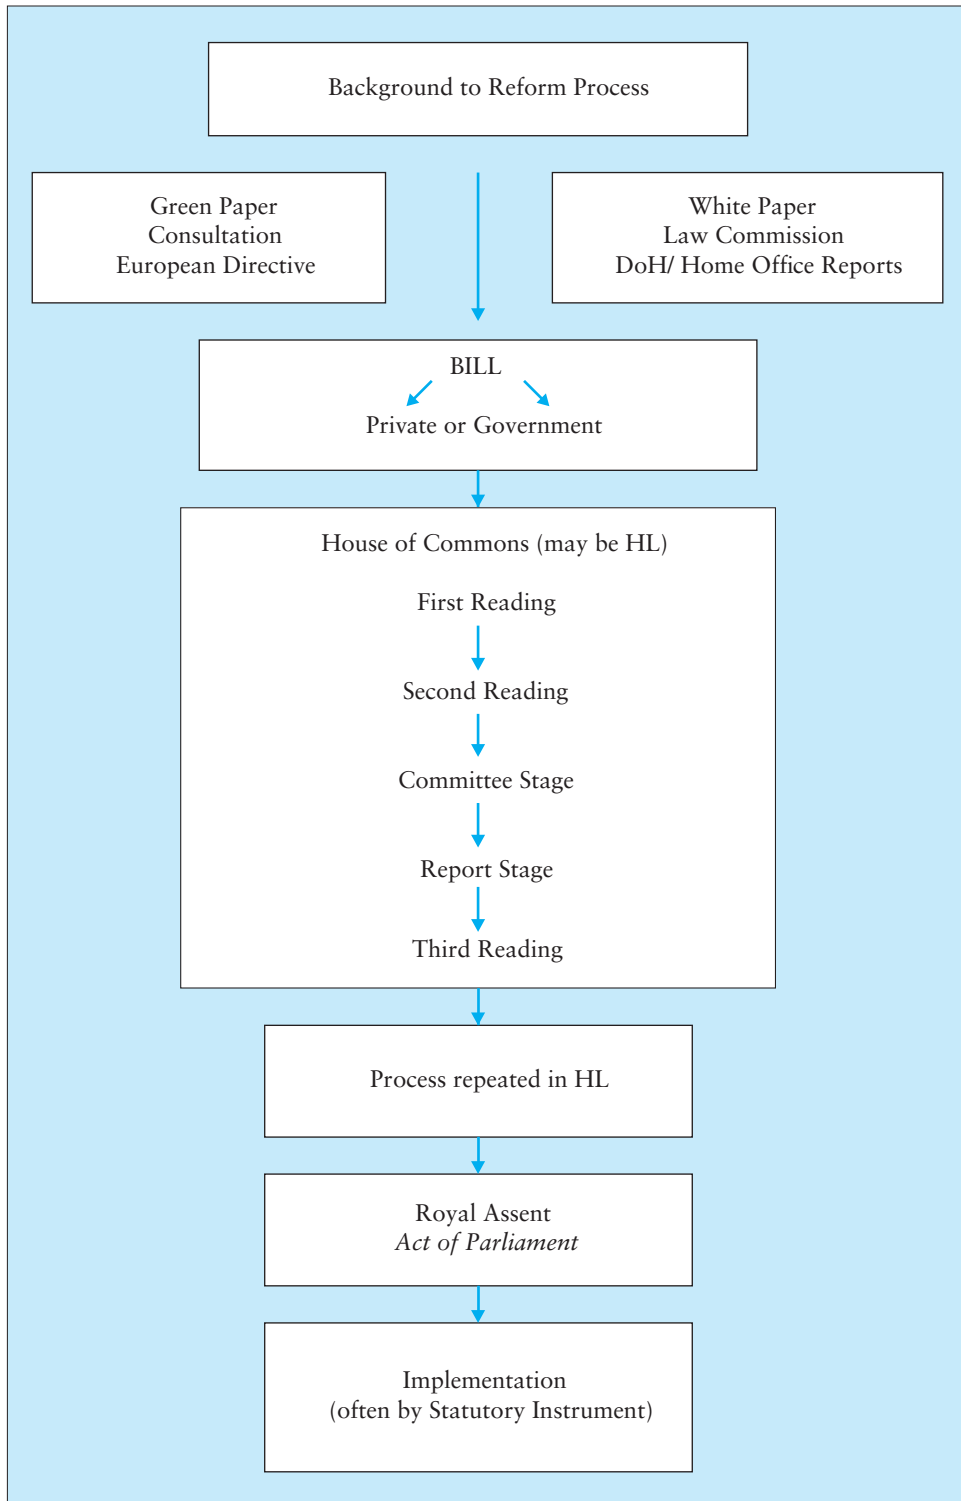 Background to Reform Process
Green Paper
Consultation
European Directive
White Paper
Law Commission
DoH/ Home Office Reports
BILL
Private or Government
House of Commons (may be HL)
First Reading
Second Reading
Committee Stage
Report Stage
Third Reading
Process repeated in HL
Royal Assent
Act of Parliament
Implementation
(often by Statutory Instrument)